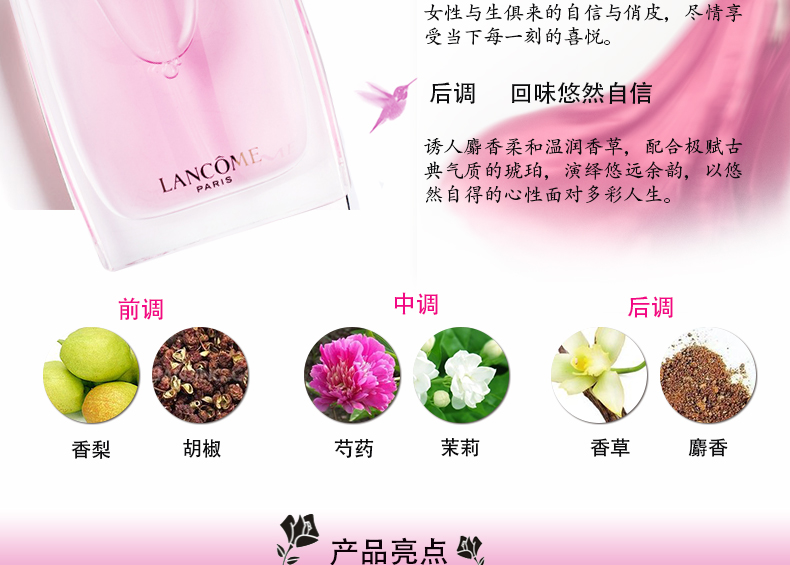 女性与生俱来的自信与俏皮，尽情享
受当下每一刻的喜悦。
后调 回味悠然自信
诱人麝香柔和温润香草，配合极赋古
典气质的琥珀，演绎悠远余韵，以悠
然自得的心性面对多彩人生。
LANCÔME
PARIS
前调 中调 后调
香梨 胡椒 芍药 茉莉 香草 麝香
产品亮点